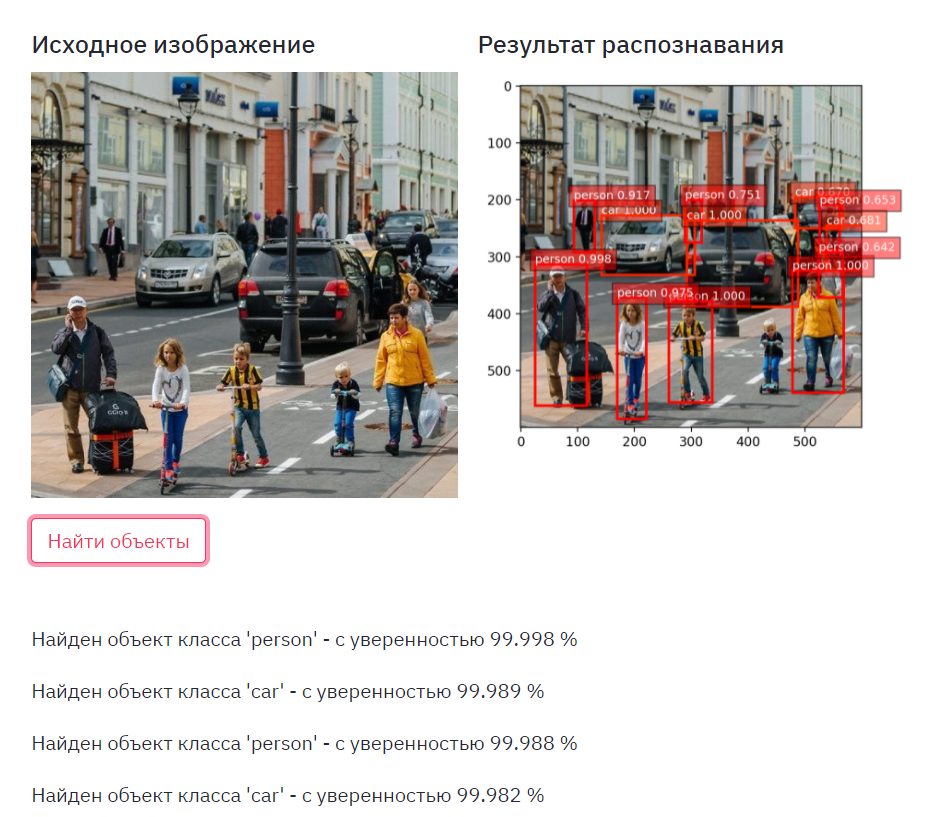 Исходное изображение
Результат распознавания
0
100
200
300
400
500
0
100
200
300
400
500
person 0.917
person 0.751
car 0.670
person 0.653
car 1.000
car 1.000
car 0.681
person 0.642
person 0.998
person 1.000
person 0.975
1.000
Найти объекты
Найден объект класса 'person' - с уверенностью 99.998 %
Найден объект класса 'car' - с уверенностью 99.989 %
Найден объект класса 'person' - с уверенностью 99.988 %
Найден объект класса 'car' - с уверенностью 99.982 %